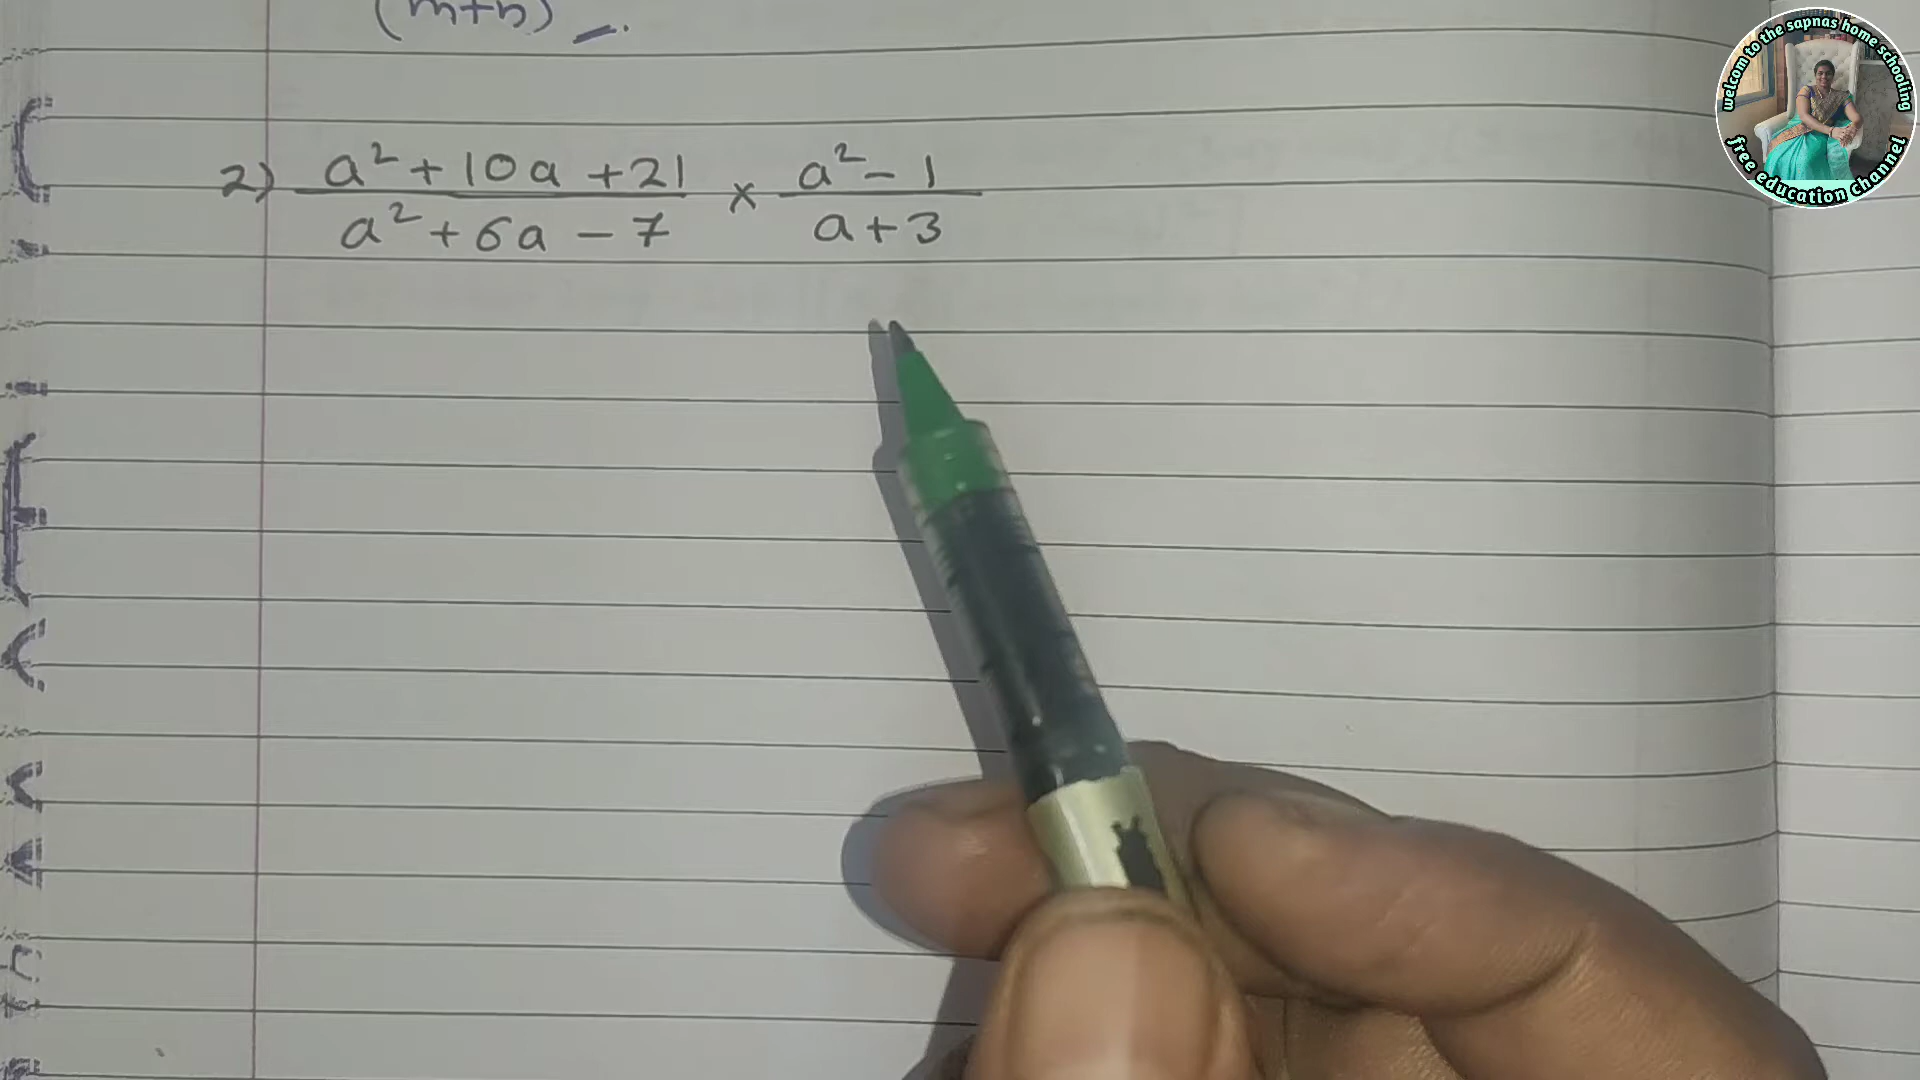 (m+n)
2) a² + 10a + 21 / a² + 6a - 7 × a² - 1 / a + 3
welcom to the sapnas home schooling
free education channel